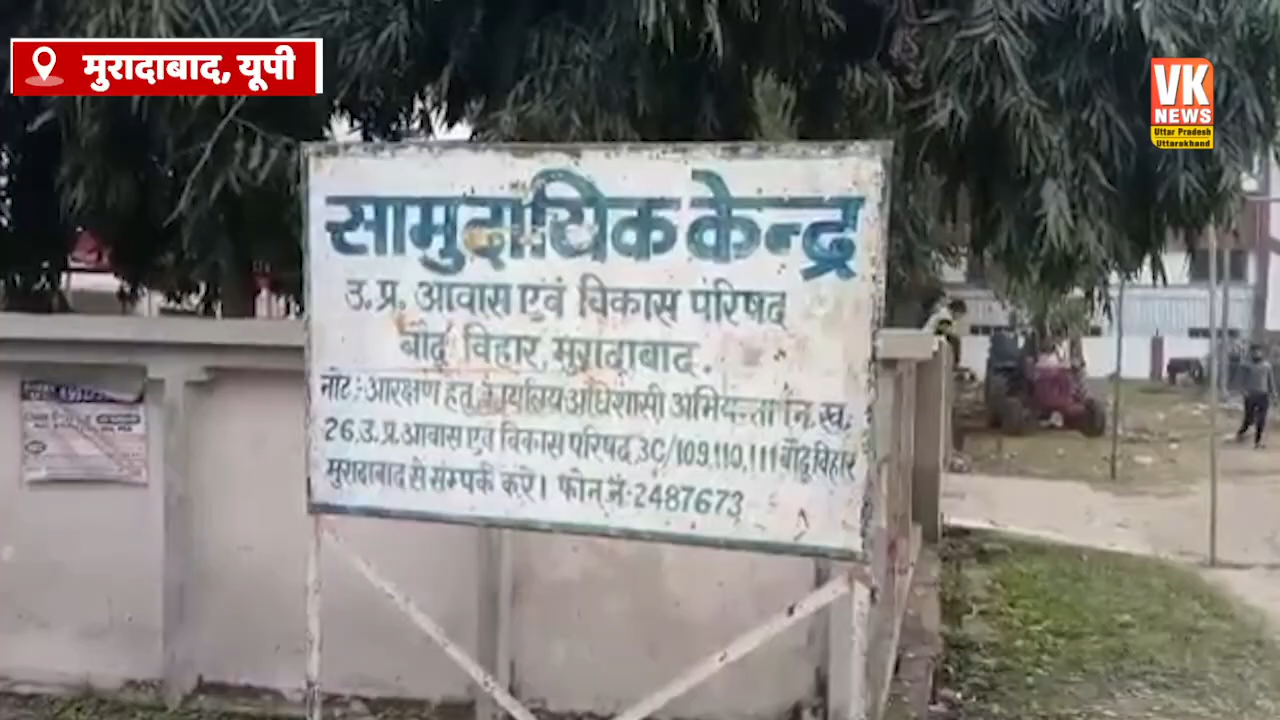 मुरादाबाद, यूपी
VK
NEWS
Uttar Pradesh
Uttarakhand
सामुदायिक केन्द्र
उ. प्र. आवास एवं विकास परिषद
बौद्ध विहार, मुरादाबाद.
नोट:- आरक्षण हेतु कार्यालय अधिशासी अभियन्ता नि. ख.
26, उ. प्र. आवास एवं विकास परिषद, 3C/109,110,111 बौद्ध विहार
मुरादाबाद से सम्पर्क करें। फोन नं-2487673